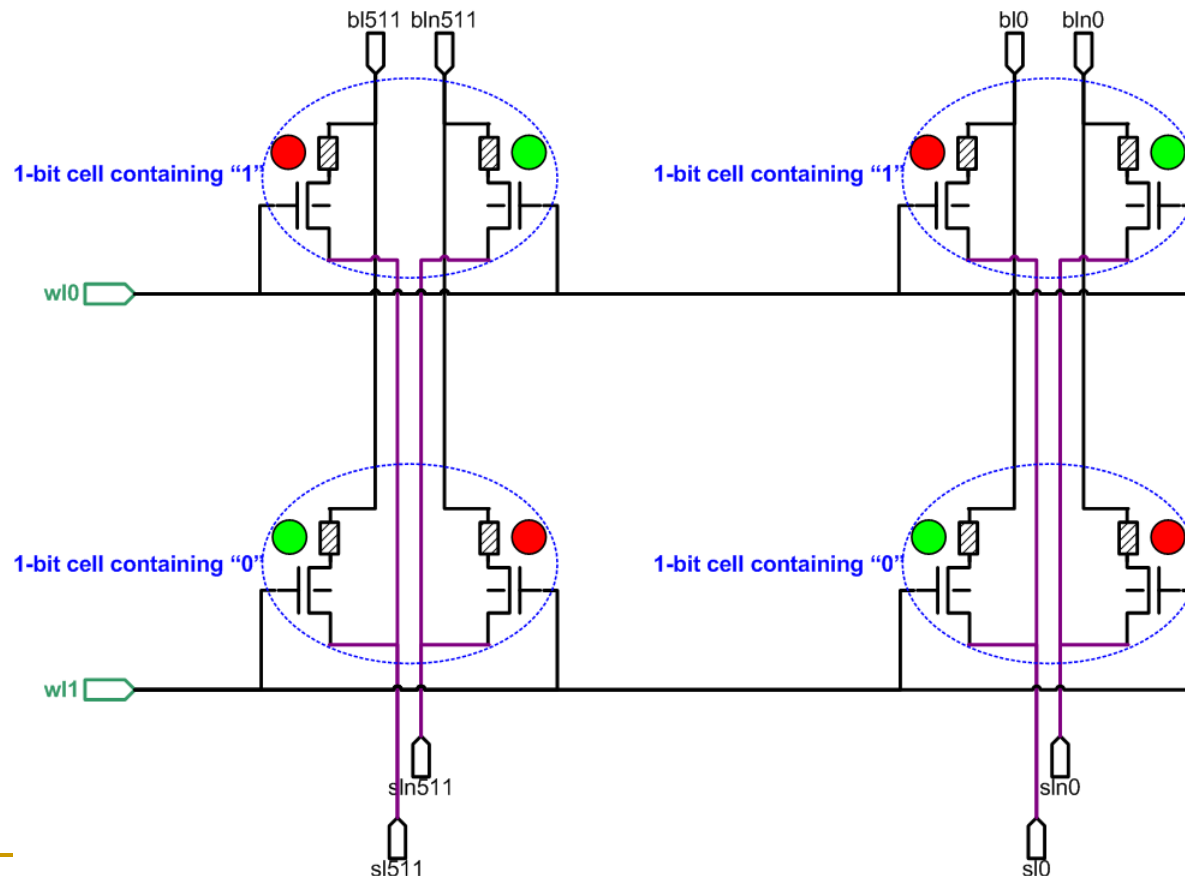 bl511 bln511 bl0 bln0
1-bit cell containing “1” 1-bit cell containing “1”
wl0
1-bit cell containing “0” 1-bit cell containing “0”
wl1
sln511 sln0
sl511 sl0